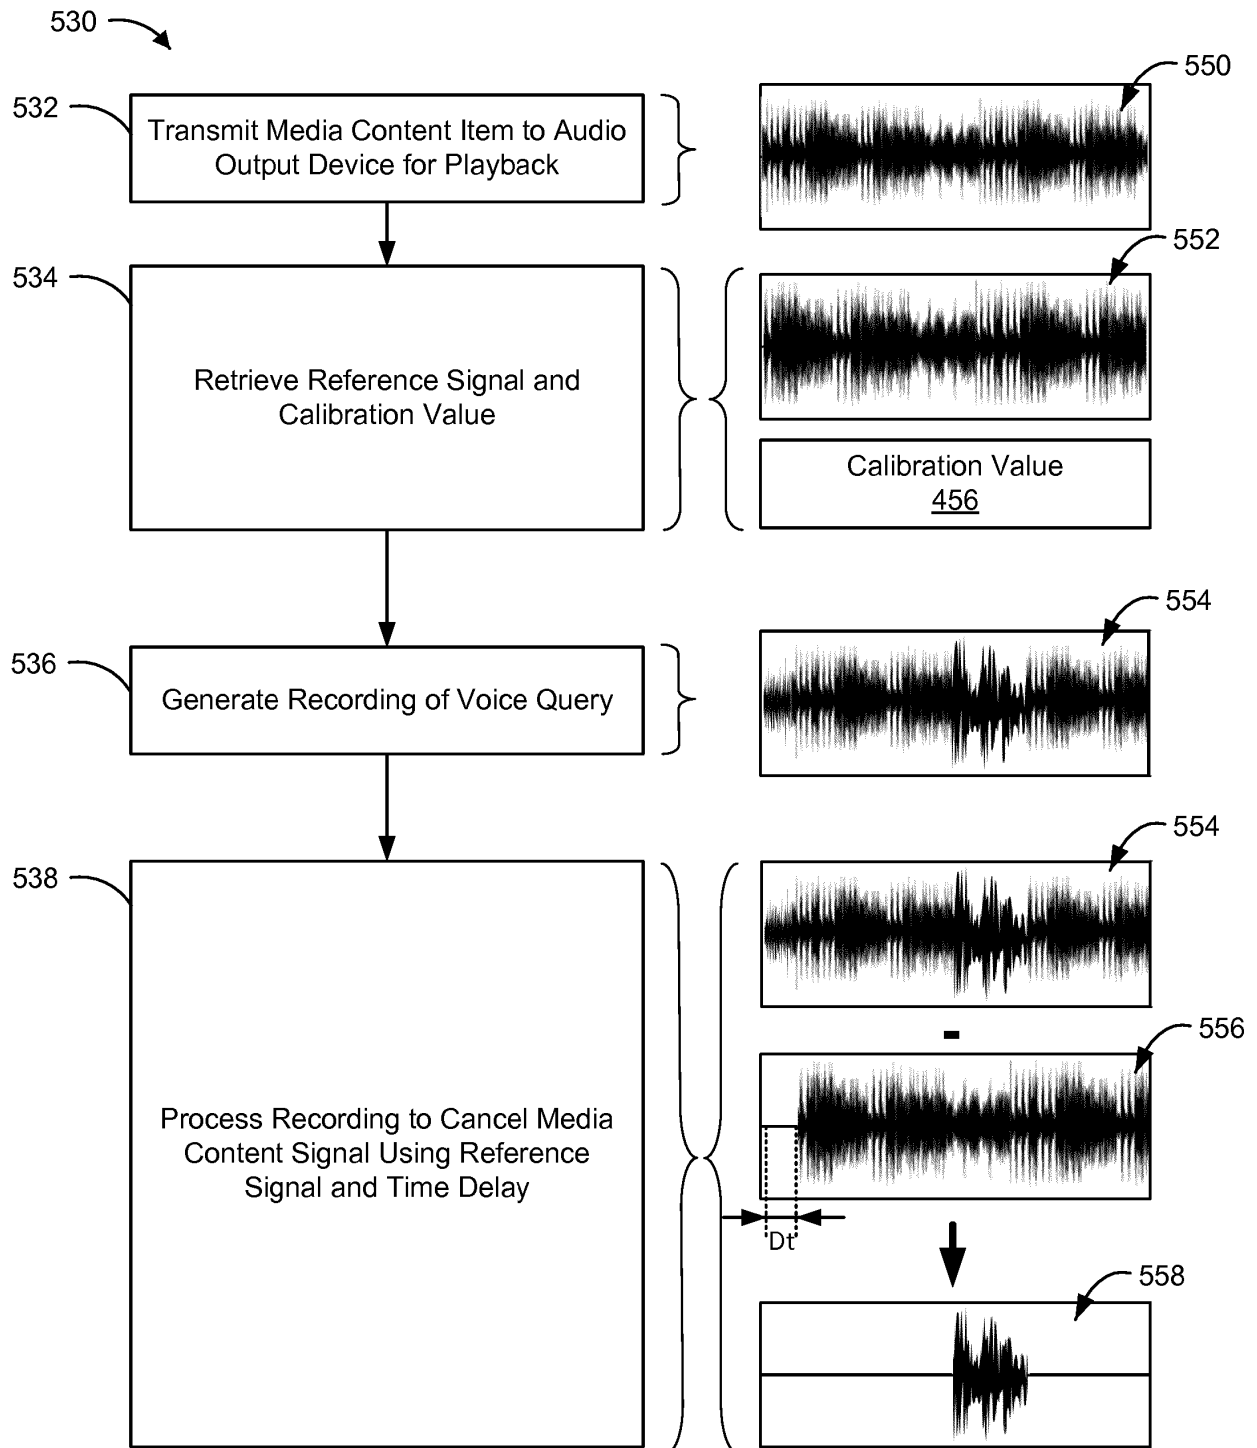 530
532
Transmit Media Content Item to Audio
Output Device for Playback
550
534
Retrieve Reference Signal and
Calibration Value
552
Calibration Value
456
536
Generate Recording of Voice Query
554
538
Process Recording to Cancel Media
Content Signal Using Reference
Signal and Time Delay
554
-
556
Dt
558